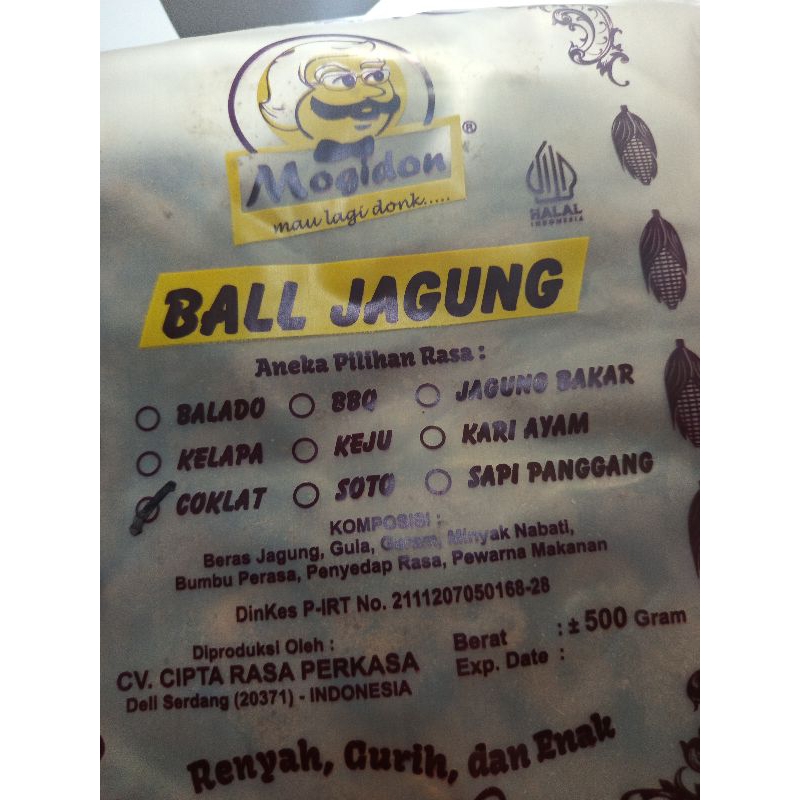 Mogidon ®
mau lagi donk.....
HALAL
INDONESIA
BALL JAGUNG
Aneka Pilihan Rasa :
BALADO BBQ JAGUNG BAKAR
KELAPA KEJU KARI AYAM
COKLAT SOTO SAPI PANGGANG
KOMPOSISI :
Beras Jagung, Gula, Garam, Minyak Nabati,
Bumbu Perasa, Penyedap Rasa, Pewarna Makanan
DinKes P-IRT No. 2111207050168-28
Diproduksi Oleh :
CV. CIPTA RASA PERKASA
Deli Serdang (20371) - INDONESIA
Berat : ± 500 Gram
Exp. Date :
Renyah, Gurih, dan Enak